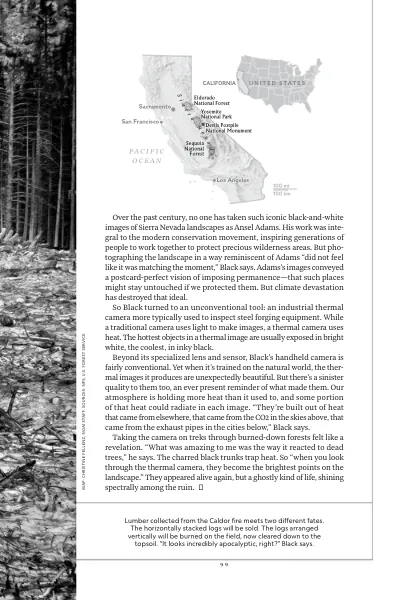 CALIFORNIA
UNITED STATES
Eldorado
National Forest
Sacramento
Yosemite
National Park
San Francisco
Devils Postpile
National Monument
Sequoia
National
Forest
PACIFIC
OCEAN
Los Angeles
100 mi
100 km
Over the past century, no one has taken such iconic black-and-white
images of Sierra Nevada landscapes as Ansel Adams. His work was inte-
gral to the modern conservation movement, inspiring generations of
people to work together to protect precious wilderness areas. But pho-
tographing the landscape in a way reminiscent of Adams “did not feel
like it was matching the moment,” Black says. Adams’s images conveyed
a postcard-perfect vision of imposing permanence—that such places
might stay untouched if we protected them. But climate devastation
has destroyed that ideal.
So Black turned to an unconventional tool: an industrial thermal
camera more typically used to inspect steel forging equipment. While
a traditional camera uses light to make images, a thermal camera uses
heat. The hottest objects in a thermal image are usually exposed in bright
white, the coolest, in inky black.
Beyond its specialized lens and sensor, Black’s handheld camera is
fairly conventional. Yet when it’s trained on the natural world, the ther-
mal images it produces are unexpectedly beautiful. But there’s a sinister
quality to them too, an ever present reminder of what made them. Our
atmosphere is holding more heat than it used to, and some portion
of that heat could radiate in each image. “They’re built out of heat
that came from elsewhere, that came from the CO2 in the skies above, that
came from the exhaust pipes in the cities below,” Black says.
Taking the camera on treks through burned-down forests felt like a
revelation. “What was amazing to me was the way it reacted to dead
trees,” he says. The charred black trunks trap heat. So “when you look
through the thermal camera, they become the brightest points on the
landscape.” They appeared alive again, but a ghostly kind of life, shining
spectrally among the ruin.
Lumber collected from the Caldor fire meets two different fates.
The horizontally stacked logs will be sold. The logs arranged
vertically will be burned on the field, now cleared down to the
topsoil. “It looks incredibly apocalyptic, right?” Black says.
99